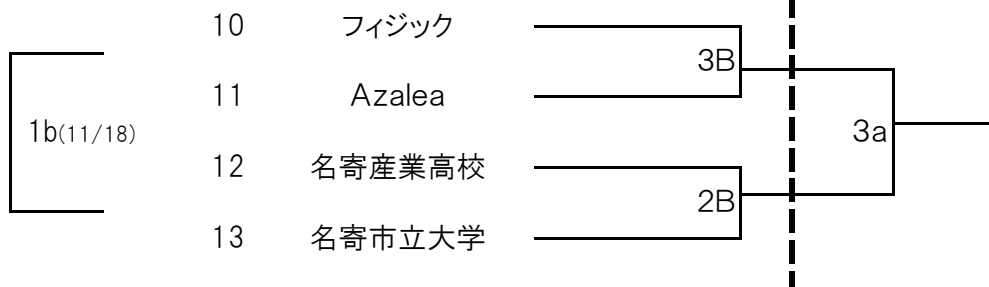 10 フィジック
3B
11 Azalea
1b(11/18)
3a
12 名寄産業高校
2B
13 名寄市立大学